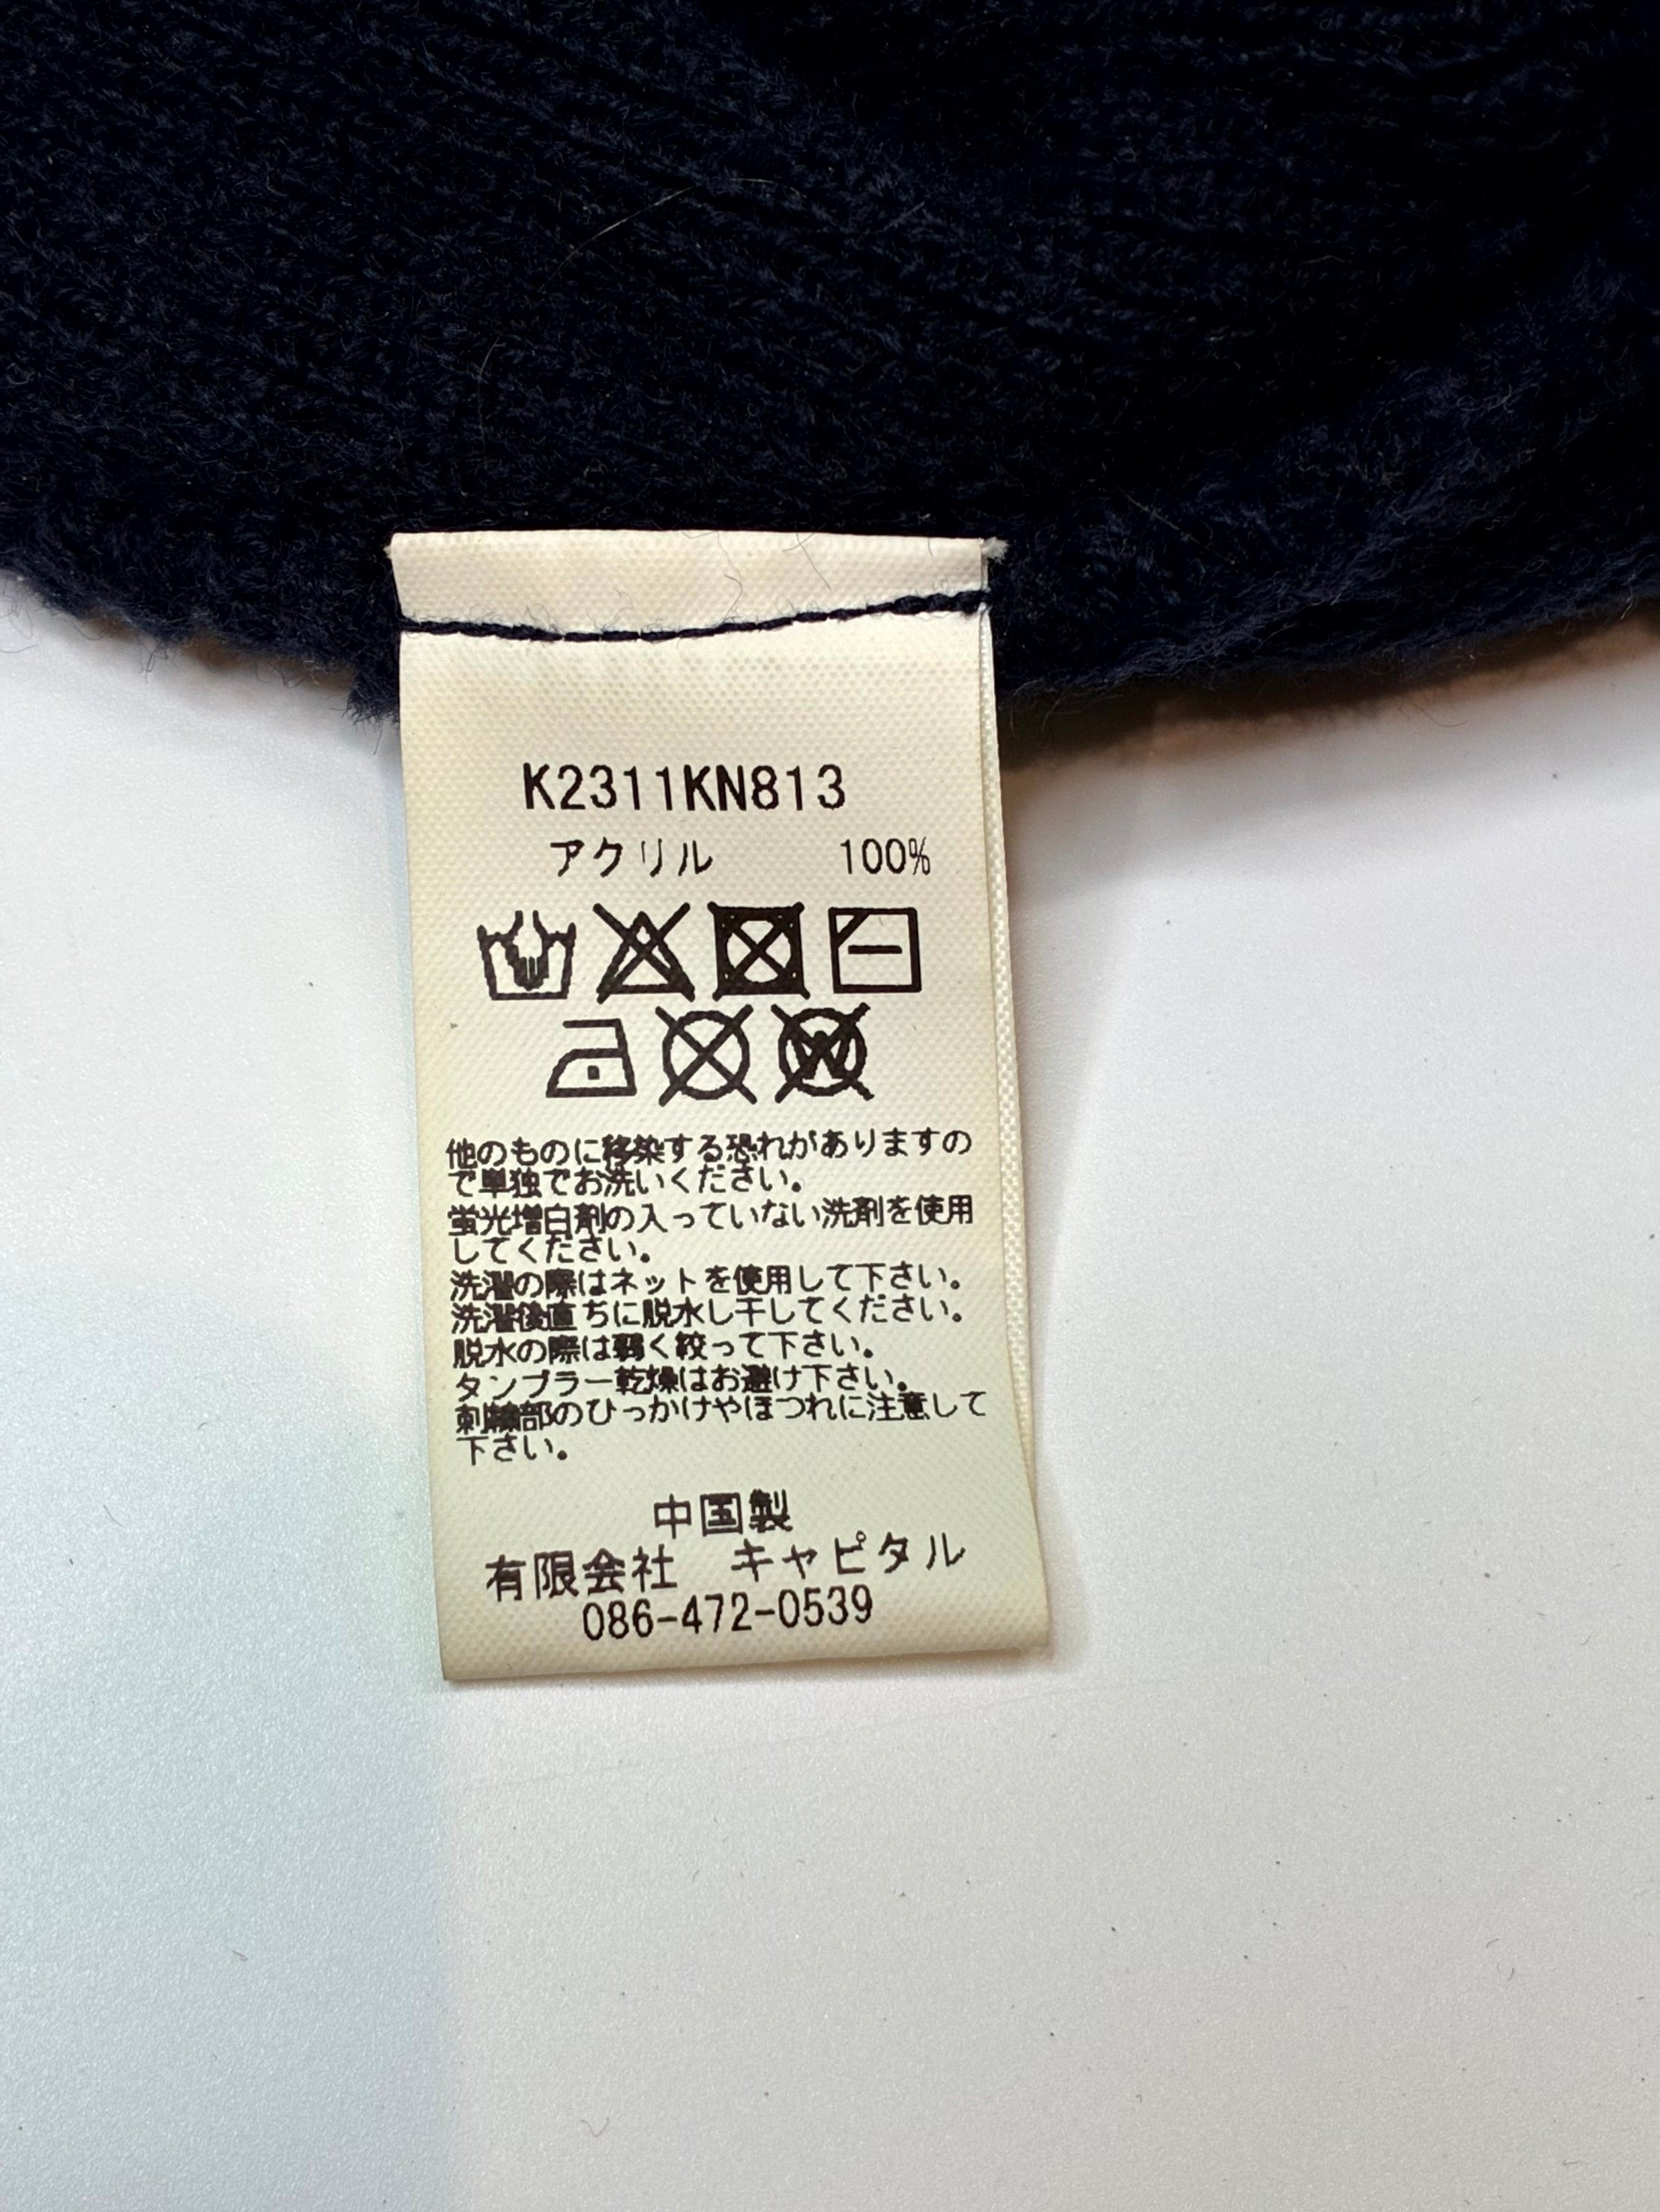 K2311KN813
アクリル 100%
W
他のものに移染する恐れがありますの
で単独でお洗いください。
蛍光増白剤の入っていない洗剤を使用
してください。
洗濯の際はネットを使用して下さい。
洗濯後直ちに脱水し干してください。
脱水の際は弱く絞って下さい。
タンブラー乾燥はお避け下さい。
刺繍部のひっかけやほつれに注意して
下さい。
中国製
有限会社 キャピタル
086-472-0539